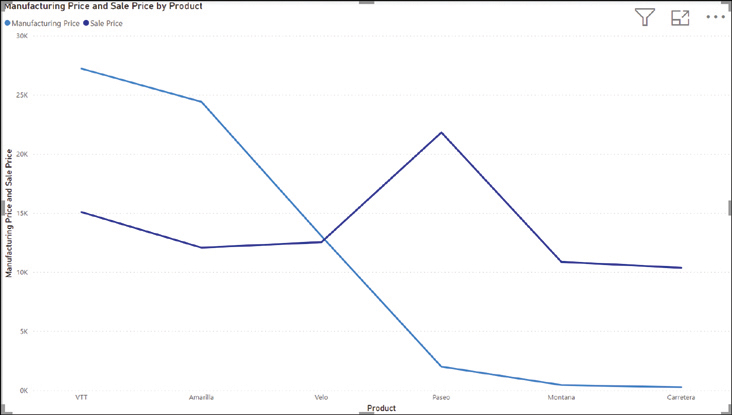 Manufacturing Price and Sale Price by Product
Manufacturing Price Sale Price
30K
25K
20K
15K
10K
5K
0K
Manufacturing Price and Sale Price
VTT Amarilla Velo Paseo Montana Carretera
Product